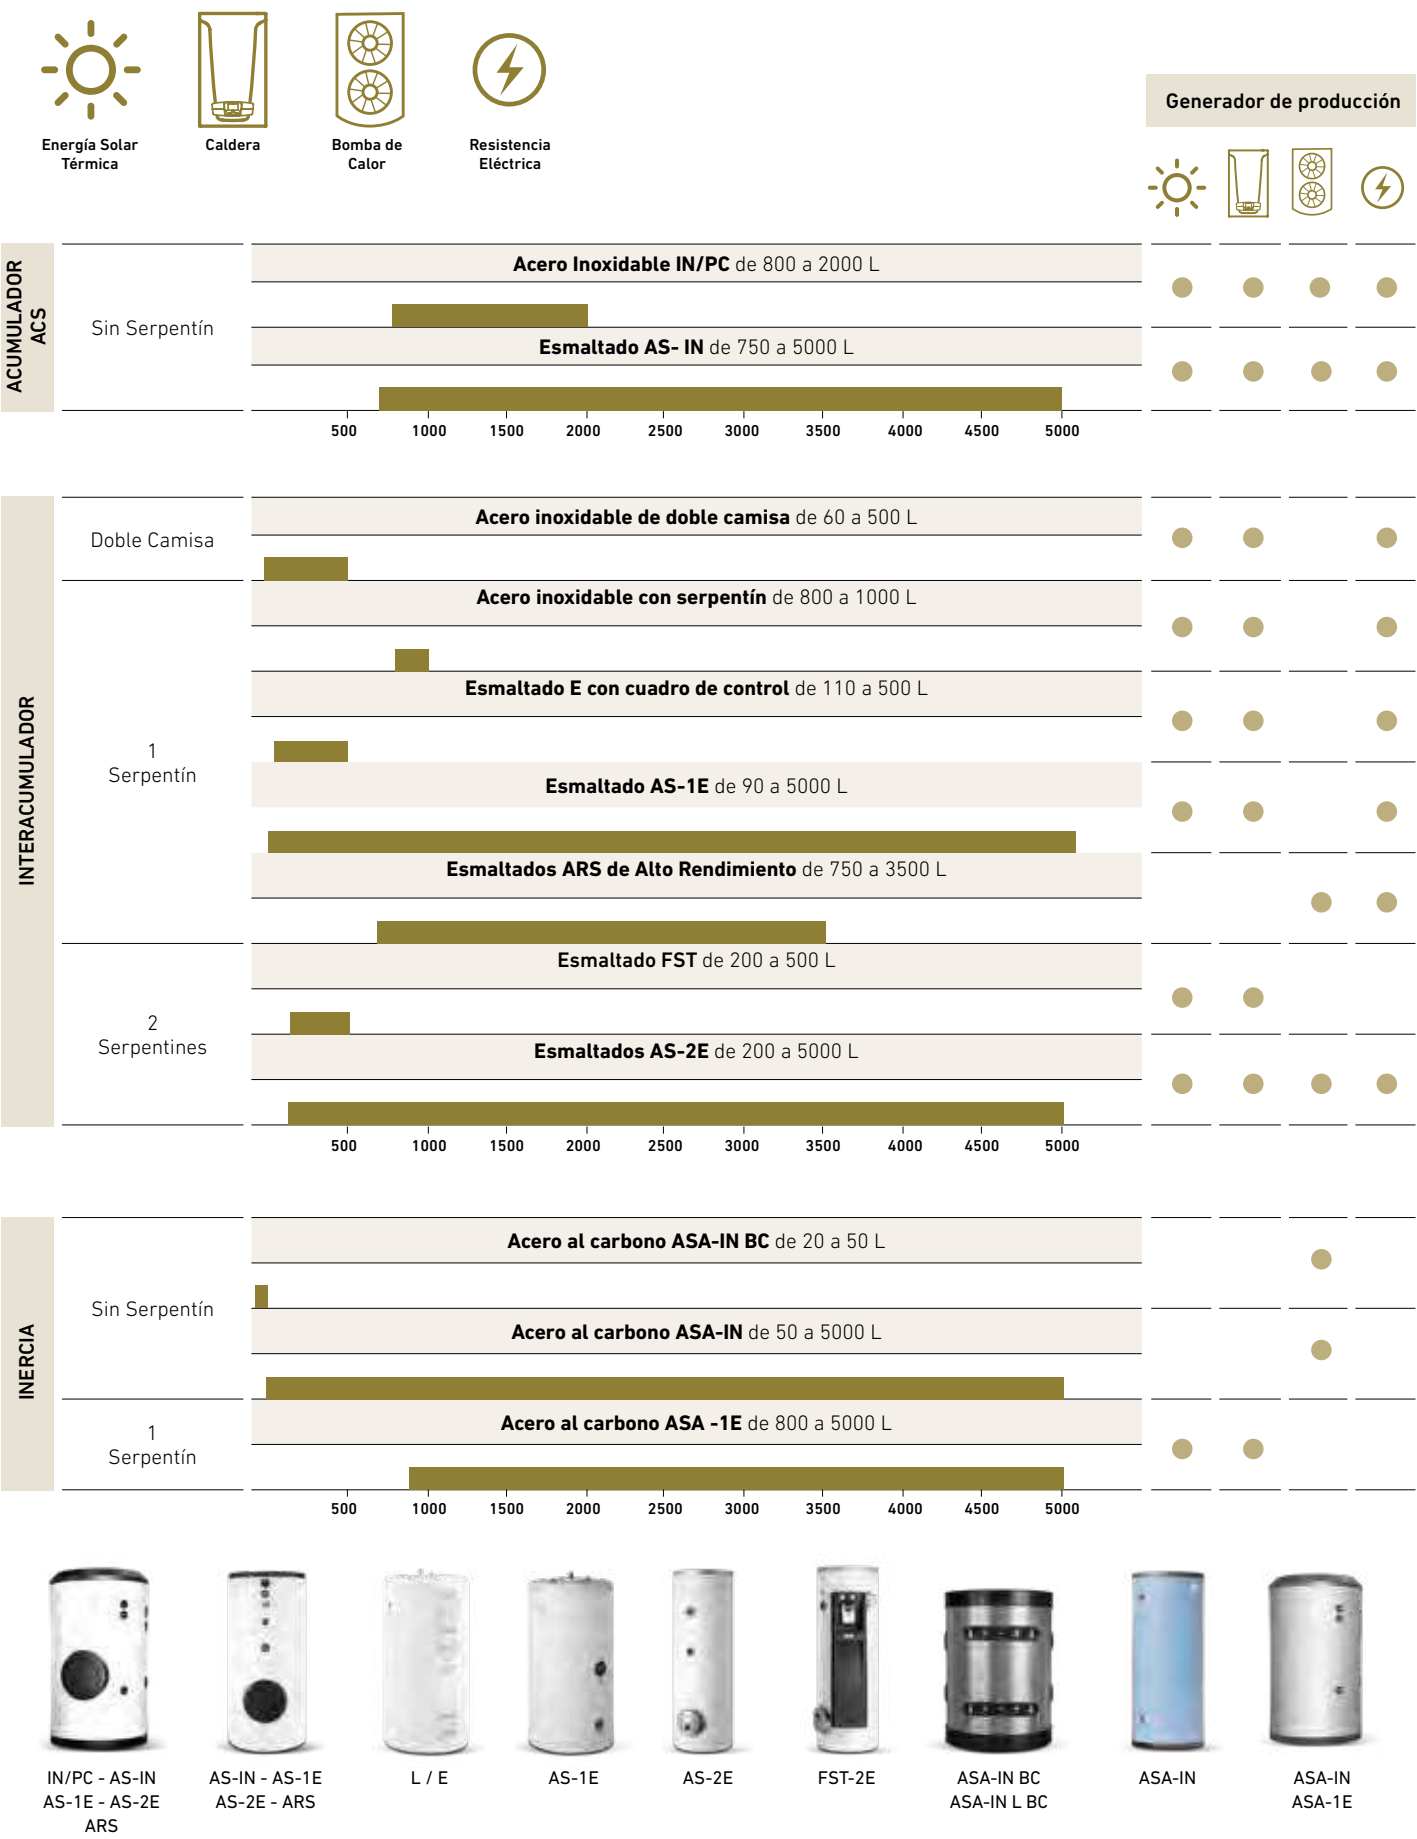 Energía Solar
Térmica
Caldera
Bomba de
Calor
Resistencia
Eléctrica
Generador de producción
ACUMULADOR
ACS
Sin Serpentín
Acero Inoxidable IN/PC de 800 a 2000 L
Esmaltado AS- IN de 750 a 5000 L
500 1000 1500 2000 2500 3000 3500 4000 4500 5000
INTERACUMULADOR
Doble Camisa
Acero inoxidable de doble camisa de 60 a 500 L
1
Serpentín
Acero inoxidable con serpentín de 800 a 1000 L
Esmaltado E con cuadro de control de 110 a 500 L
Esmaltado AS-1E de 90 a 5000 L
Esmaltados ARS de Alto Rendimiento de 750 a 3500 L
2
Serpentines
Esmaltado FST de 200 a 500 L
Esmaltados AS-2E de 200 a 5000 L
500 1000 1500 2000 2500 3000 3500 4000 4500 5000
INERCIA
Sin Serpentín
Acero al carbono ASA-IN BC de 20 a 50 L
Acero al carbono ASA-IN de 50 a 5000 L
1
Serpentín
Acero al carbono ASA -1E de 800 a 5000 L
500 1000 1500 2000 2500 3000 3500 4000 4500 5000
IN/PC - AS-IN
AS-1E - AS-2E
ARS
AS-IN - AS-1E
AS-2E - ARS
L / E
AS-1E
AS-2E
FST-2E
ASA-IN BC
ASA-IN L BC
ASA-IN
ASA-IN
ASA-1E